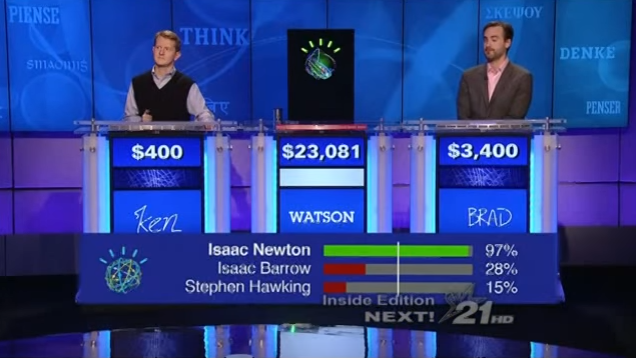 PIENSE
THINK
ΣΚΕΨΟΥ
DENKE
PENSER
$400
$23,081
$3,400
Ken
WATSON
BRAD
Isaac Newton 97%
Isaac Barrow 28%
Stephen Hawking 15%
Inside Edition
NEXT! 21HD